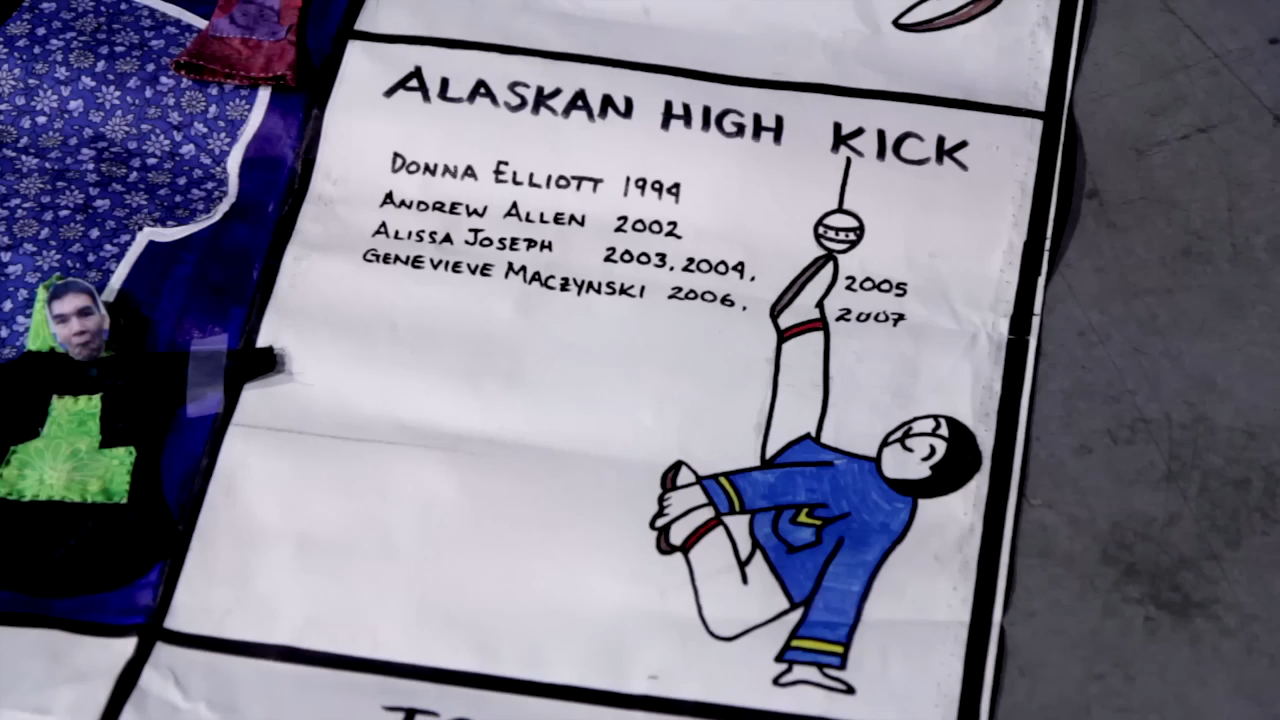 ALASKAN HIGH KICK
DONNA ELLIOTT 1994
ANDREW ALLEN 2002
ALISSA JOSEPH 2003, 2004, 2005
GENEVIEVE MACZYNSKI 2006, 2007